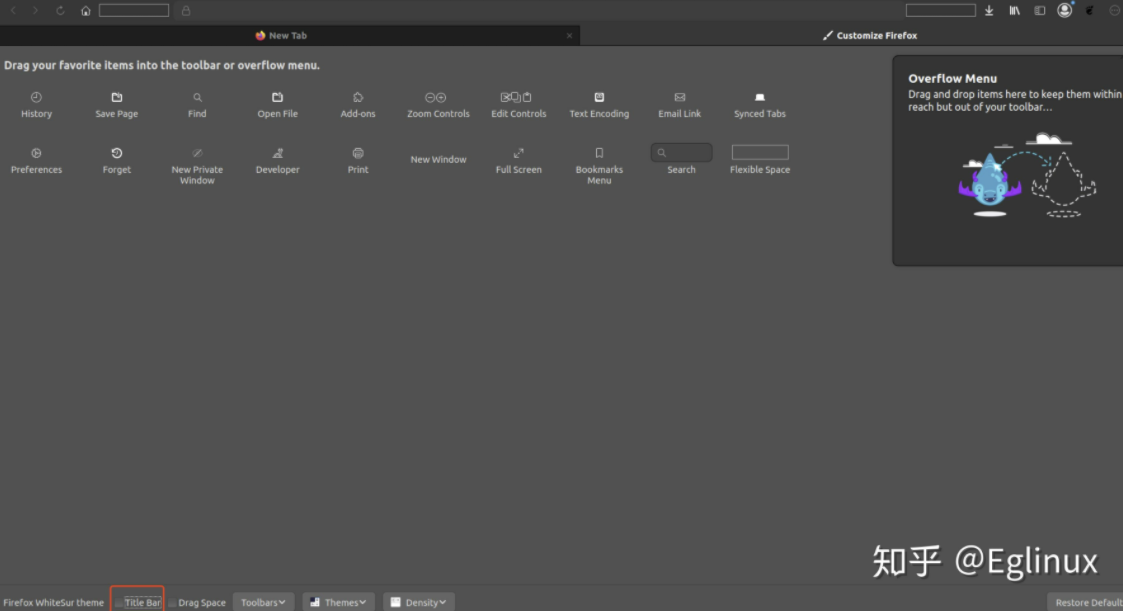 New Tab
Customize Firefox
Drag your favorite items into the toolbar or overflow menu.
History
Save Page
Find
Open File
Add-ons
Zoom Controls
Edit Controls
Text Encoding
Email Link
Synced Tabs
Preferences
Forget
New Private
Window
Developer
Print
New Window
Full Screen
Bookmarks
Menu
Search
Flexible Space
Overflow Menu
Drag and drop items here to keep them within
reach but out of your toolbar…
知乎 @Eglinux
Firefox WhiteSur theme
Title Bar
Drag Space
Toolbars
Themes
Density
Restore Default